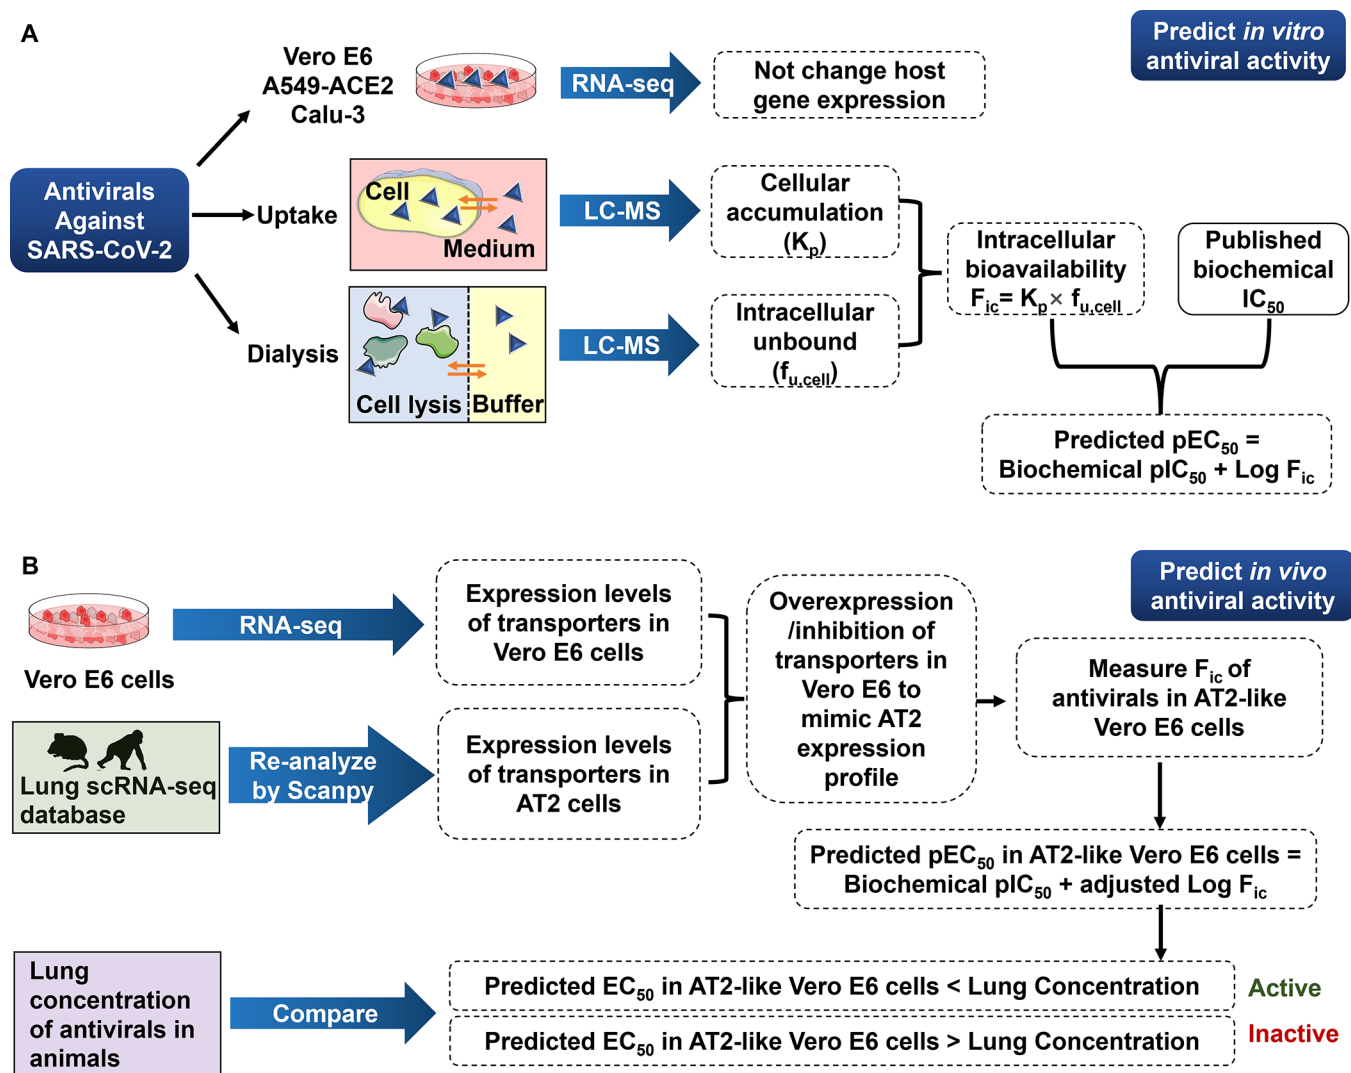 A
Predict in vitro
antiviral activity
Vero E6
A549-ACE2
Calu-3
RNA-seq
Not change host
gene expression
Antivirals
Against
SARS-CoV-2
Uptake
Cell
Medium
LC-MS
Cellular
accumulation
(Kp)
Dialysis
Cell lysis
Buffer
LC-MS
Intracellular
unbound
(fu,cell)
Intracellular
bioavailability
Fic= Kp× fu,cell
Published
biochemical
IC50
Predicted pEC50 =
Biochemical pIC50 + Log Fic
B
Predict in vivo
antiviral activity
Vero E6 cells
RNA-seq
Expression levels
of transporters in
Vero E6 cells
Lung scRNA-seq
database
Re-analyze
by Scanpy
Expression levels
of transporters in
AT2 cells
Overexpression
/inhibition of
transporters in
Vero E6 to
mimic AT2
expression
profile
Measure Fic of
antivirals in AT2-like
Vero E6 cells
Predicted pEC50 in AT2-like Vero E6 cells =
Biochemical pIC50 + adjusted Log Fic
Lung
concentration
of antivirals in
animals
Compare
Predicted EC50 in AT2-like Vero E6 cells < Lung Concentration
Active
Predicted EC50 in AT2-like Vero E6 cells > Lung Concentration
Inactive